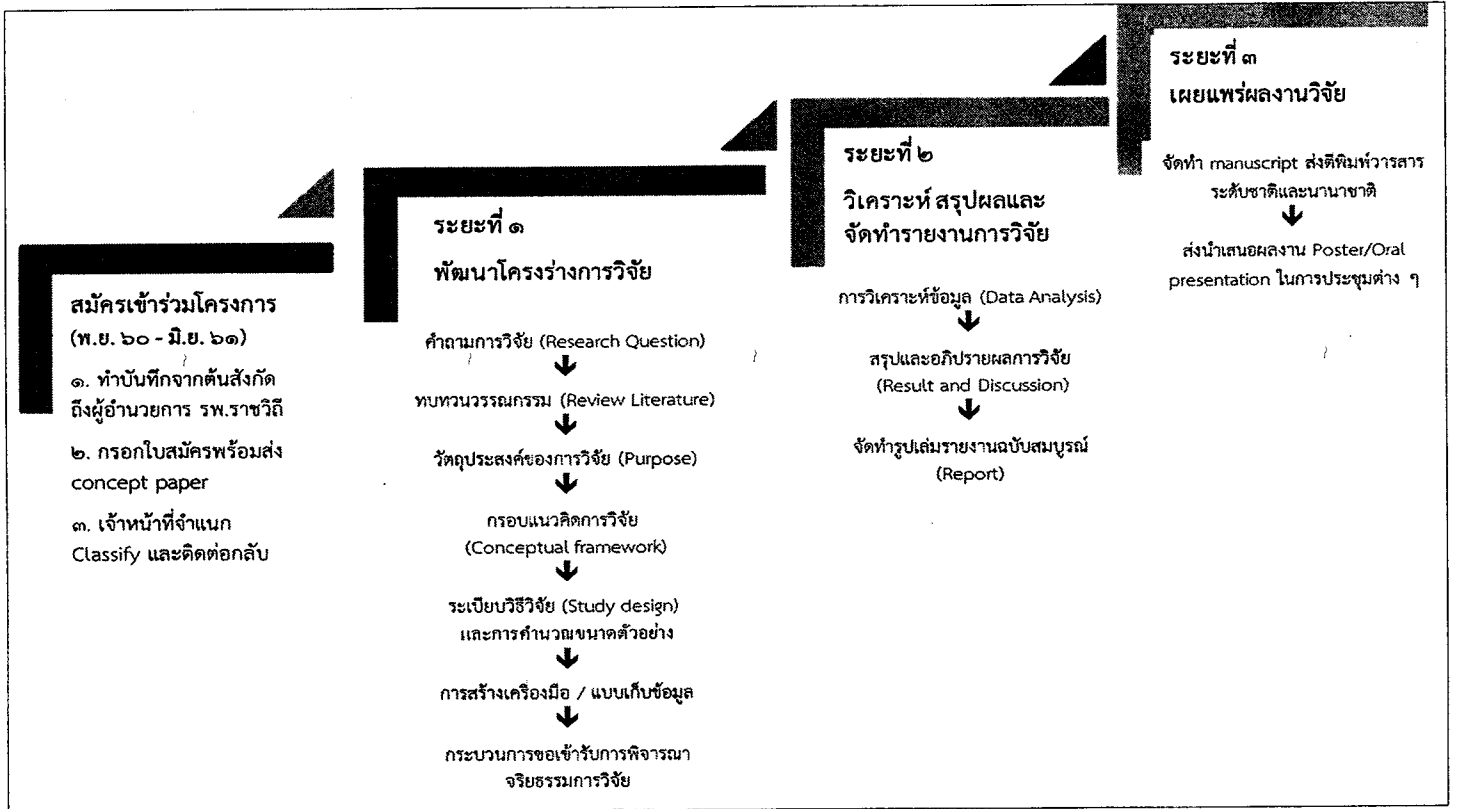 สมัครเข้าร่วมโครงการ
(พ.ย. ๖๐ - มิ.ย. ๖๑)
๑. ทำบันทึกจากต้นสังกัด
ถึงผู้อำนวยการ รพ.ราชวิถี
๒. กรอกใบสมัครพร้อมส่ง
concept paper
๓. เจ้าหน้าที่จำแนก
Classify และติดต่อกลับ
ระยะที่ ๑
พัฒนาโครงร่างการวิจัย
คำถามการวิจัย (Research Question)
ทบทวนวรรณกรรม (Review Literature)
วัตถุประสงค์ของการวิจัย (Purpose)
กรอบแนวคิดการวิจัย
(Conceptual framework)
ระเบียบวิธีวิจัย (Study design)
และการคำนวณขนาดตัวอย่าง
การสร้างเครื่องมือ / แบบเก็บข้อมูล
กระบวนการขอเข้ารับการพิจารณา
จริยธรรมการวิจัย
ระยะที่ ๒
วิเคราะห์ สรุปผลและ
จัดทำรายงานการวิจัย
การวิเคราะห์ข้อมูล (Data Analysis)
สรุปและอภิปรายผลการวิจัย
(Result and Discussion)
จัดทำรูปเล่มรายงานฉบับสมบูรณ์
(Report)
ระยะที่ ๓
เผยแพร่ผลงานวิจัย
จัดทำ manuscript ส่งตีพิมพ์วารสาร
ระดับชาติและนานาชาติ
ส่งนำเสนอผลงาน Poster/Oral
presentation ในการประชุมต่าง ๆ